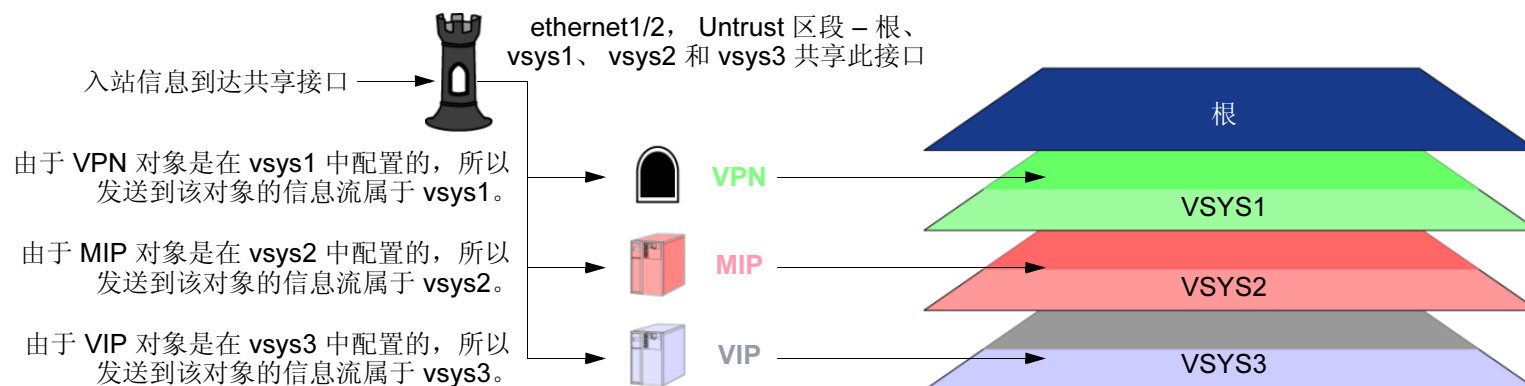 ethernet1/2， Untrust 区段 – 根、
vsys1、 vsys2 和 vsys3 共享此接口
入站信息到达共享接口
根
由于 VPN 对象是在 vsys1 中配置的，所以
发送到该对象的信息流属于 vsys1。
VPN
VSYS1
由于 MIP 对象是在 vsys2 中配置的，所以
发送到该对象的信息流属于 vsys2。
MIP
VSYS2
由于 VIP 对象是在 vsys3 中配置的，所以
发送到该对象的信息流属于 vsys3。
VIP
VSYS3